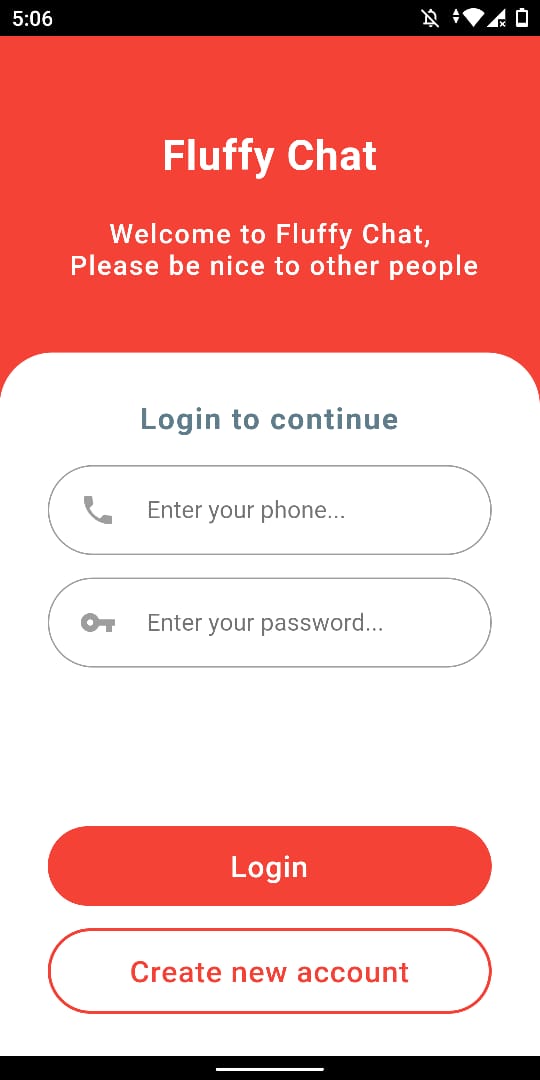 5:06
Fluffy Chat
Welcome to Fluffy Chat,
Please be nice to other people
Login to continue
Enter your phone...
Enter your password...
Login
Create new account